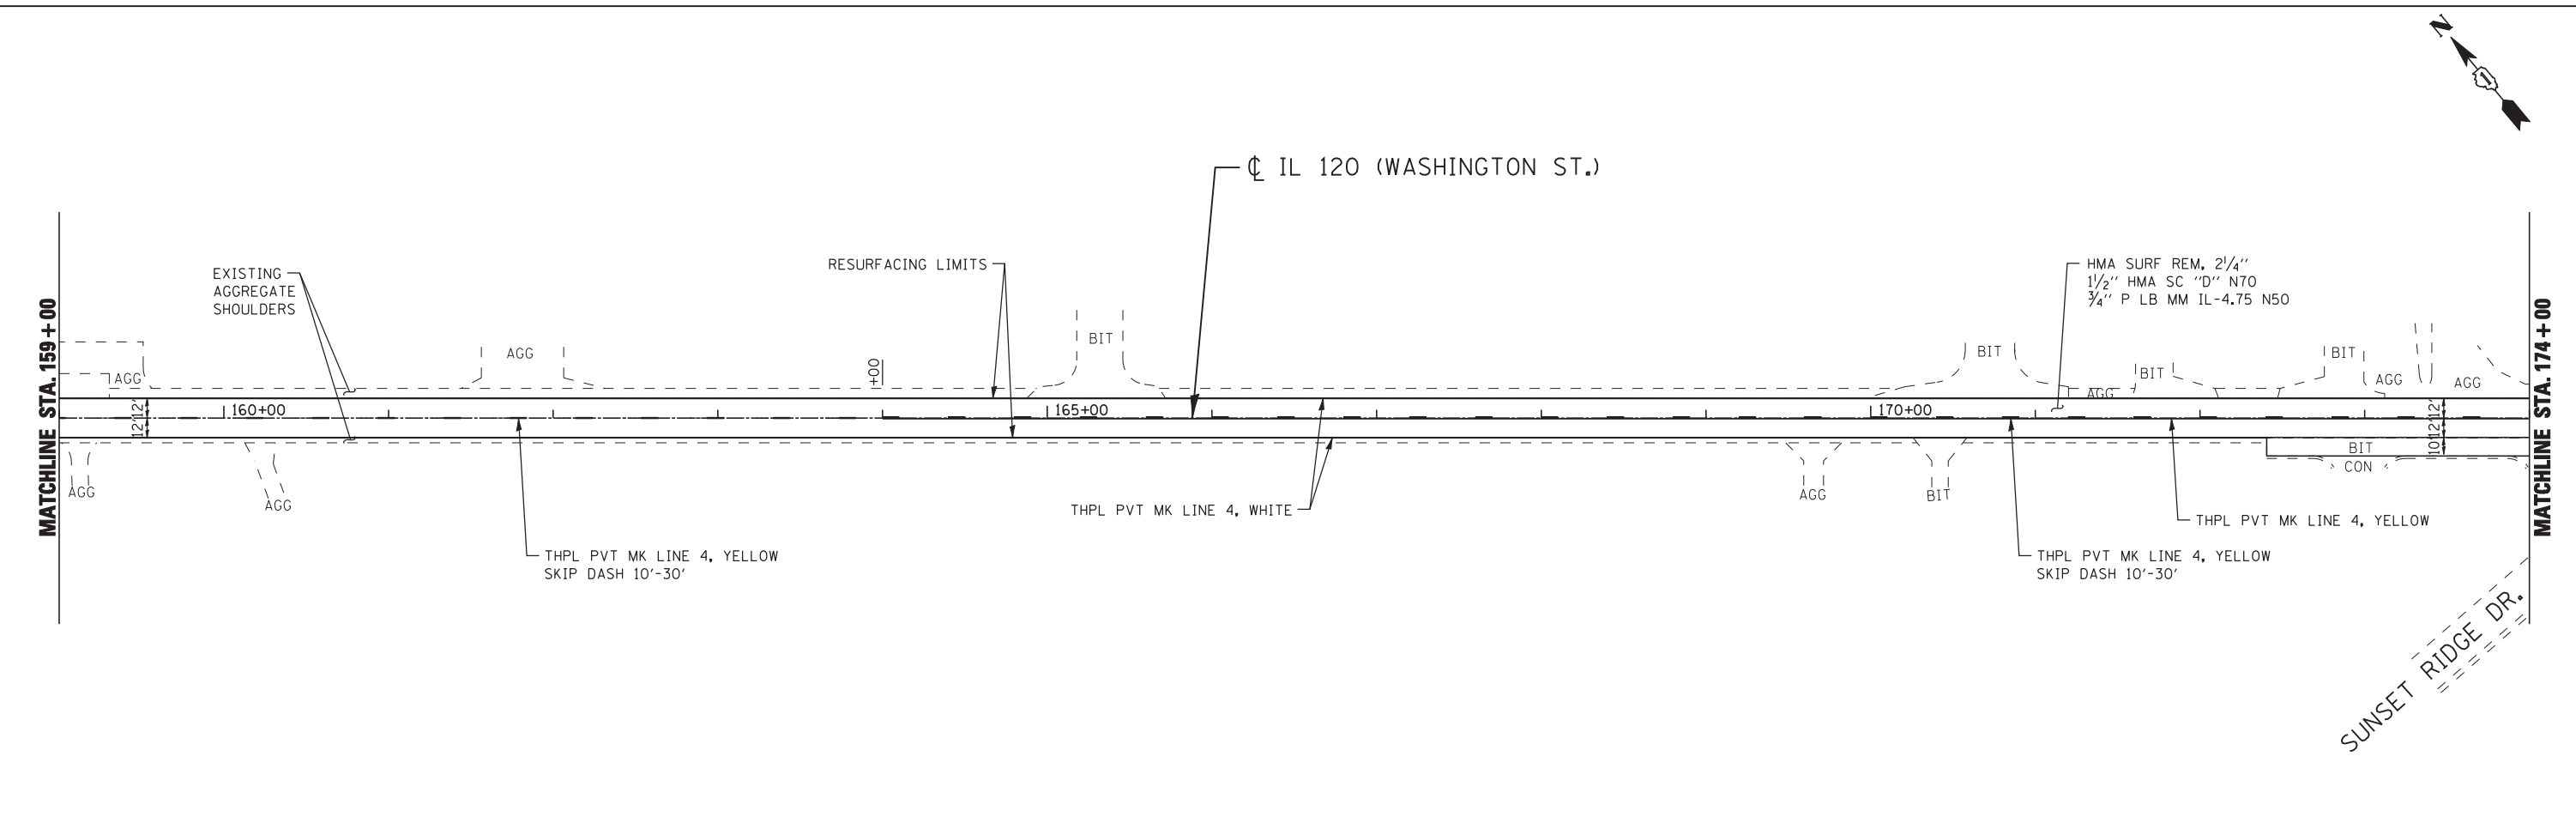 N
1
℄ IL 120 (WASHINGTON ST.)
EXISTING
AGGREGATE
SHOULDERS
RESURFACING LIMITS
HMA SURF REM, 2¼"
1½" HMA SC "D" N70
¾" P LB MM IL-4.75 N50
MATCHLINE STA. 159+00
MATCHLINE STA. 174+00
AGG
AGG
+00
BIT
BIT
AGG
BIT
BIT
AGG
AGG
12'
12'
160+00
165+00
170+00
12'
12'
10'
BIT
CON
AGG
AGG
AGG
BIT
THPL PVT MK LINE 4, WHITE
THPL PVT MK LINE 4, YELLOW
THPL PVT MK LINE 4, YELLOW
SKIP DASH 10'-30'
THPL PVT MK LINE 4, YELLOW
SKIP DASH 10'-30'
SUNSET RIDGE DR.